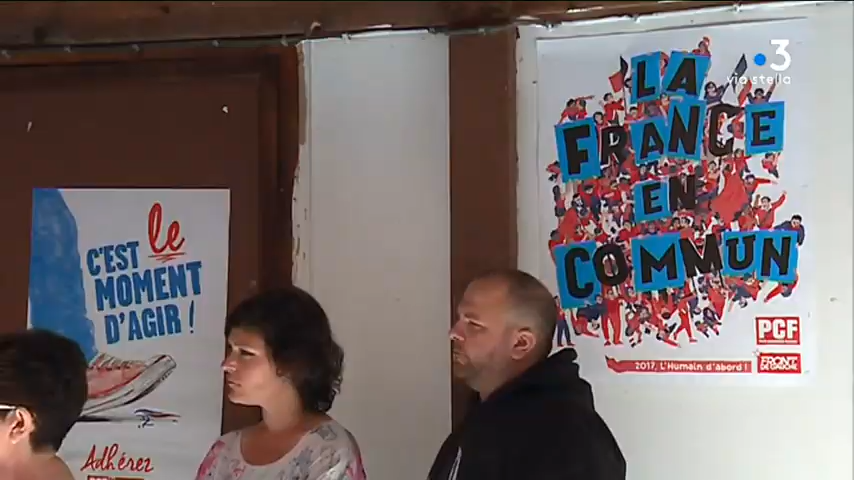 3
via stella
LA
FRANCE
EN
COMMUN
PCF
FRONT
DE GAUCHE
2017, L'Humain d'abord !
le
C'EST
MOMENT
D'AGIR !
Adhérez